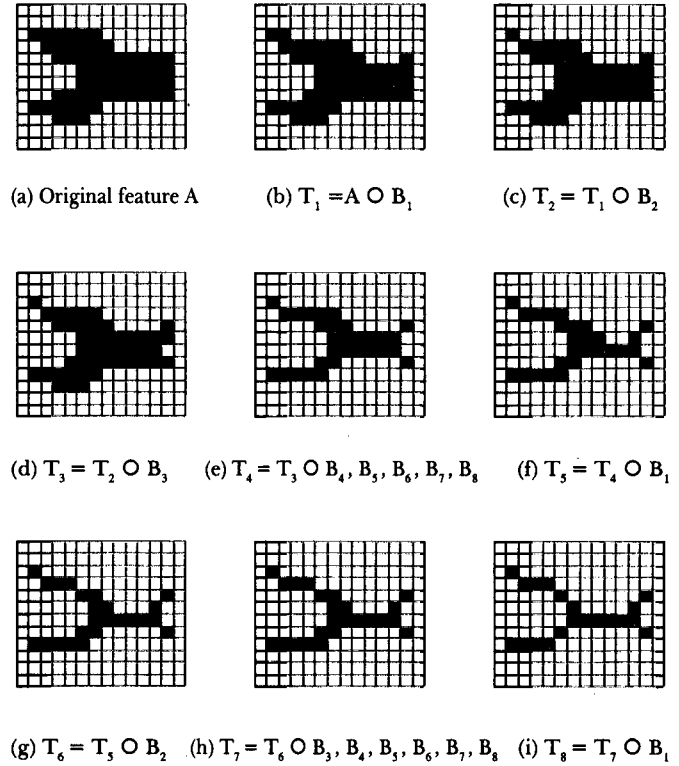 (a) Original feature A
(b) T₁ =A O B₁
(c) T₂ = T₁ O B₂
(d) T₃ = T₂ O B₃
(e) T₄ = T₃ O B₄, B₅, B₆, B₇, B₈
(f) T₅ = T₄ O B₁
(g) T₆ = T₅ O B₂
(h) T₇ = T₆ O B₃, B₄, B₅, B₆, B₇, B₈
(i) T₈ = T₇ O B₁